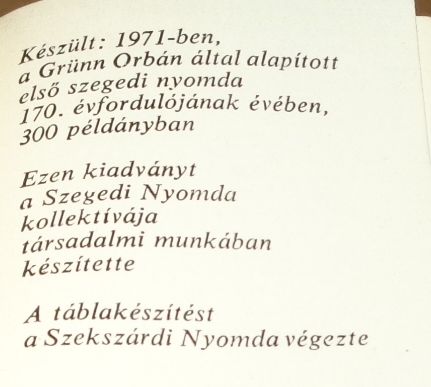 Készült: 1971-ben,
a Grünn Orbán által alapított
első szegedi nyomda
170. évfordulójának évében,
300 példányban
Ezen kiadványt
a Szegedi Nyomda
kollektívája
társadalmi munkában
készítette
A táblakészítést
a Szekszárdi Nyomda végezte